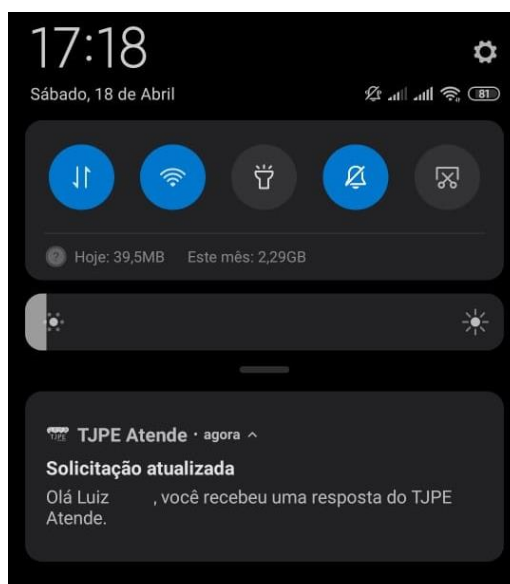 17:18
Sábado, 18 de Abril
81
Hoje: 39,5MB Este mês: 2,29GB
TJPE
TJPE Atende · agora
Solicitação atualizada
Olá Luiz , você recebeu uma resposta do TJPE
Atende.